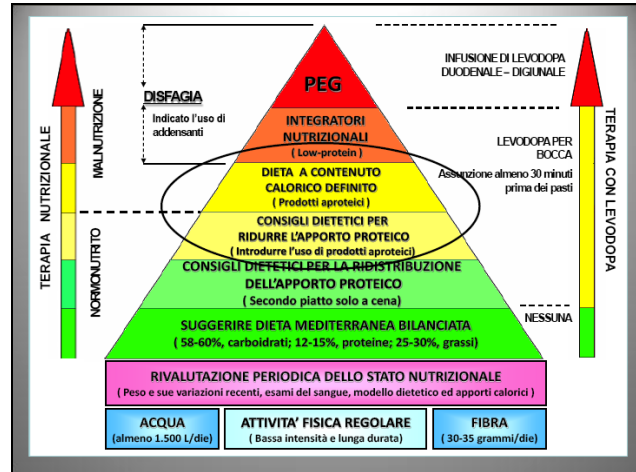 PEG
INFUSIONE DI LEVODOPA
DUODENALE – DIGIUNALE
DISFAGIA
Indicato l'uso di
addensanti
INTEGRATORI
NUTRIZIONALI
( Low-protein )
LEVODOPA PER
BOCCA
Assunzione almeno 30 minuti
prima dei pasti
DIETA A CONTENUTO
CALORICO DEFINITO
( Prodotti aproteici )
CONSIGLI DIETETICI PER
RIDURRE L'APPORTO PROTEICO
( Introdurre l'uso di prodotti aproteici)
CONSIGLI DIETETICI PER LA RIDISTRIBUZIONE
DELL'APPORTO PROTEICO
(Secondo piatto solo a cena)
NESSUNA
SUGGERIRE DIETA MEDITERRANEA BILANCIATA
( 58-60%, carboidrati; 12-15%, proteine; 25-30%, grassi)
TERAPIA NUTRIZIONALE
MALNUTRIZIONE
NORMONUTRITO
TERAPIA CON LEVODOPA
RIVALUTAZIONE PERIODICA DELLO STATO NUTRIZIONALE
( Peso e sue variazioni recenti, esami del sangue, modello dietetico ed apporti calorici )
ACQUA
(almeno 1.500 L/die)
ATTIVITA' FISICA REGOLARE
( Bassa intensità e lunga durata)
FIBRA
( 30-35 grammi/die)